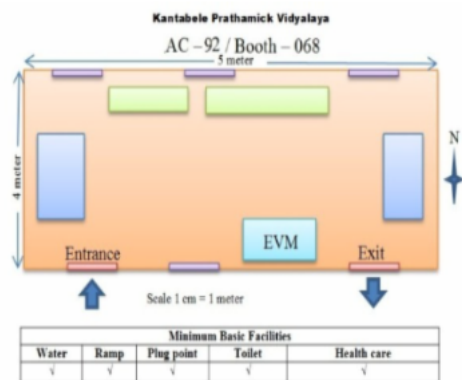 Kantabele Prathamick Vidyalaya
AC – 92 / Booth – 068
5 meter
4 meter
N
EVM
Entrance
Exit
Scale 1 cm = 1 meter
Minimum Basic Facilities
Water Ramp Plug point Toilet Health care
√ √ √ √ √